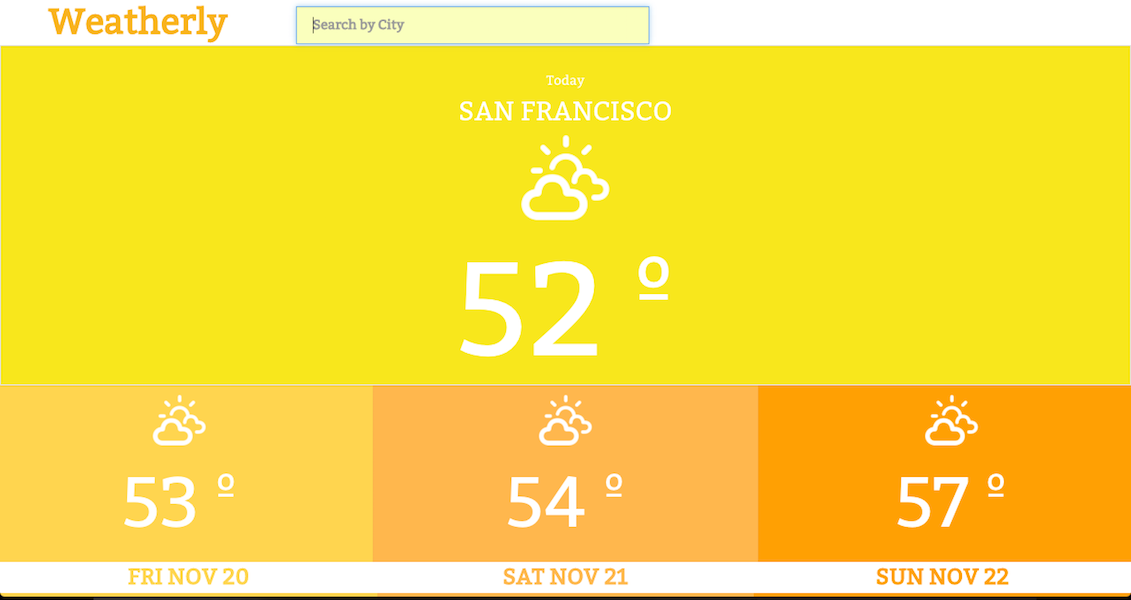 Weatherly
Search by City
Today
SAN FRANCISCO
52 º
53 º
54 º
57 º
FRI NOV 20
SAT NOV 21
SUN NOV 22